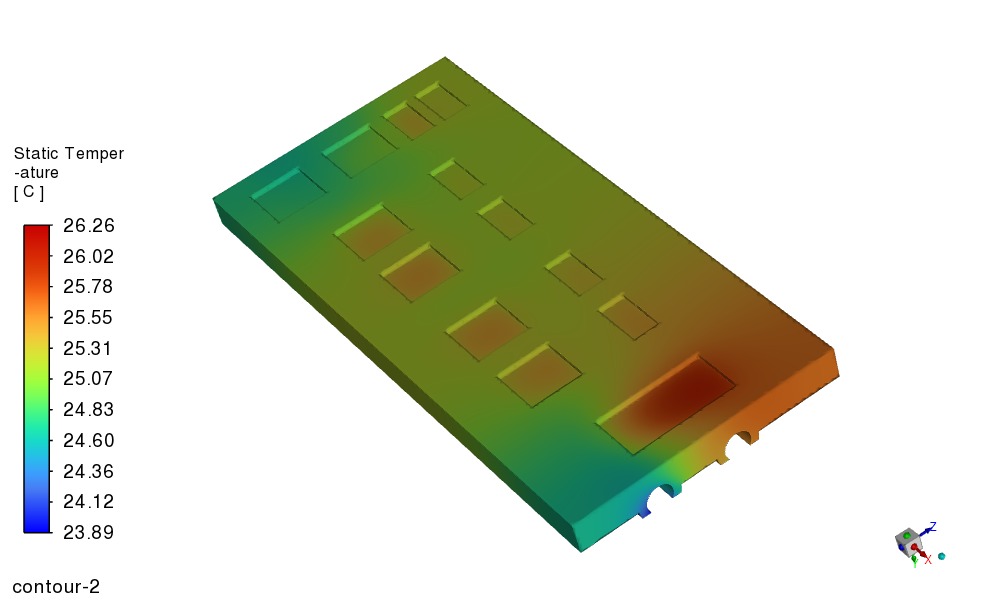 Static Temper
-ature
[ C ]
26.26
26.02
25.78
25.55
25.31
25.07
24.83
24.60
24.36
24.12
23.89
contour-2
Z
X
Y